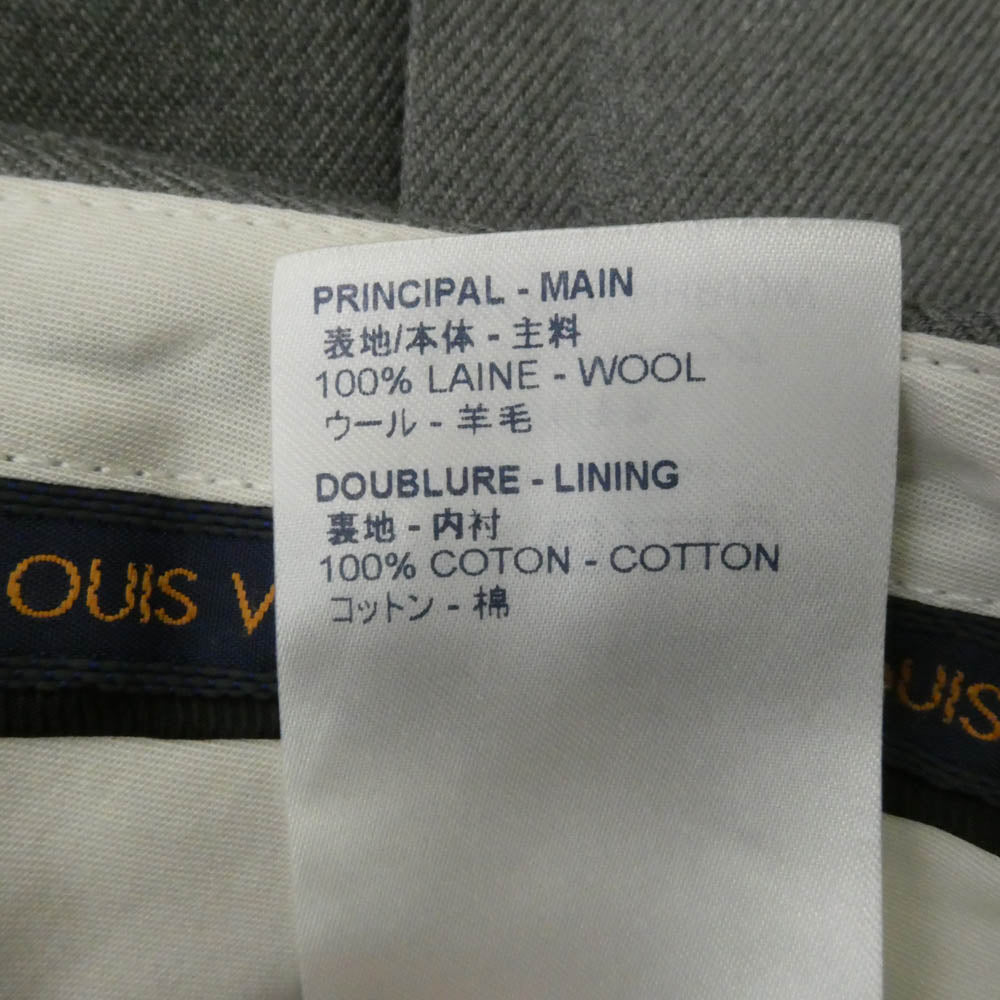 PRINCIPAL - MAIN
表地/本体 - 主料
100% LAINE - WOOL
ウール - 羊毛
DOUBLURE - LINING
裏地 - 内衬
100% COTON - COTTON
コットン - 棉
OUIS V
OUIS